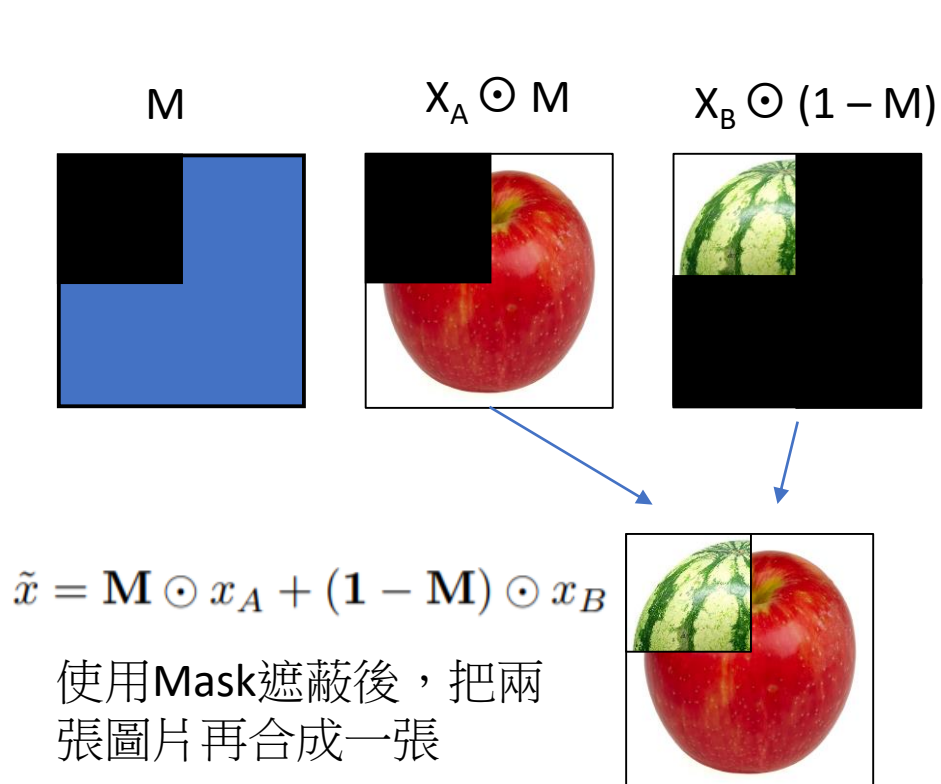 M
X_A ⊙ M
X_B ⊙ (1 – M)
x̃ = M ⊙ x_A + (1 − M) ⊙ x_B
使用Mask遮蔽後，把兩
張圖片再合成一張